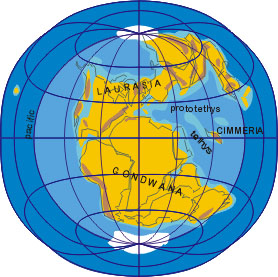 LAURASIA
prototethys
pacific
tethys
CIMMERIA
GONDWANA